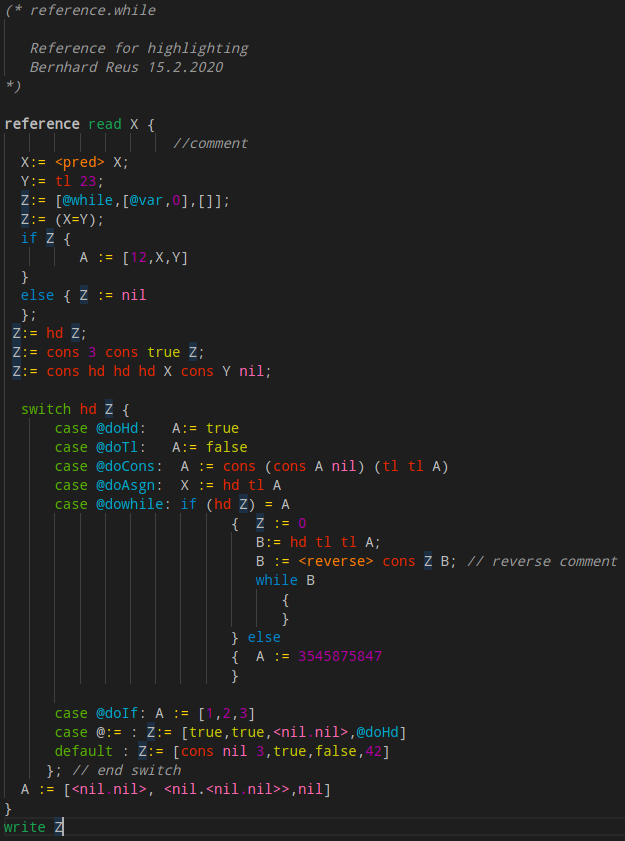 (* reference.while
Reference for highlighting
Bernhard Reus 15.2.2020
*)
reference read X {
//comment
X:= <pred> X;
Y:= tl 23;
Z:= [@while,[@var,0],[]];
Z:= (X=Y);
if Z {
A := [12,X,Y]
}
else { Z := nil
};
Z:= hd Z;
Z:= cons 3 cons true Z;
Z:= cons hd hd hd X cons Y nil;
switch hd Z {
case @doHd:   A:= true
case @doTl:   A:= false
case @doCons:  A := cons (cons A nil) (tl tl A)
case @doAsgn:  X := hd tl A
case @dowhile: if (hd Z) = A
{  Z := 0
B:= hd tl tl A;
B := <reverse> cons Z B; // reverse comment
while B
{
}
} else
{  A := 3545875847
}
case @doIf: A := [1,2,3]
case @:= : Z:= [true,true,<nil.nil>,@doHd]
default : Z:= [cons nil 3,true,false,42]
}; // end switch
A := [<nil.nil>, <nil.<nil.nil>>,nil]
}
write Z